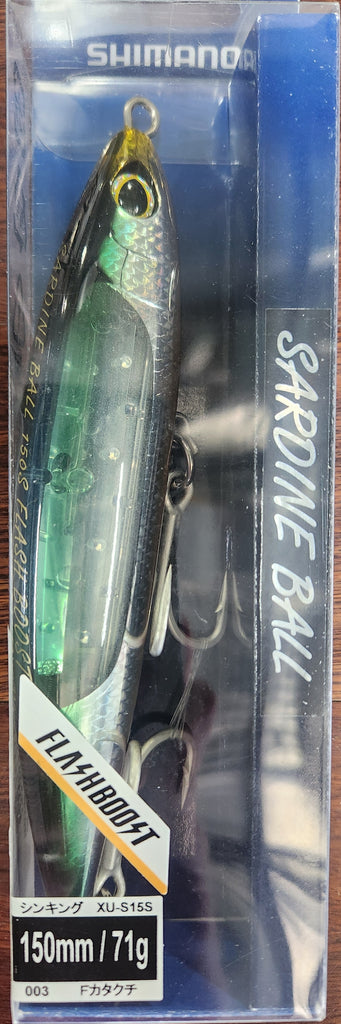 SHIMANO
SARDINE BALL 150S FLASH BOOST
SARDINE BALL
FLASHBOOST
シンキング XU-S15S
150mm / 71g
003 Fカタクチ